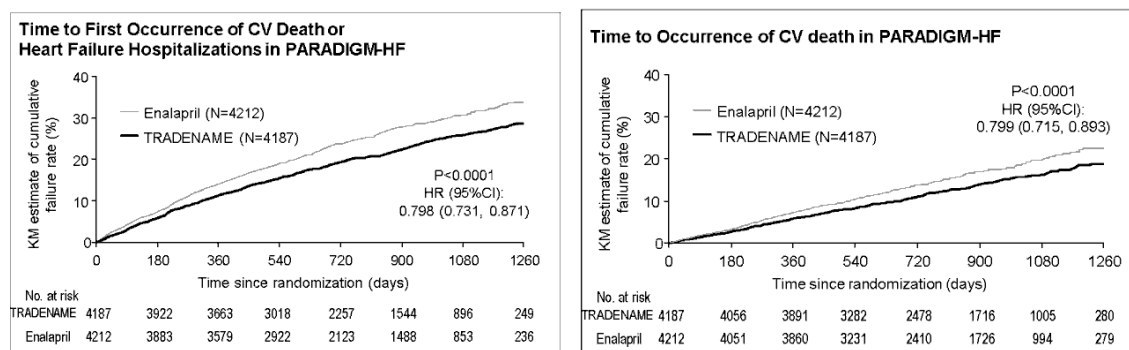 Time to First Occurrence of CV Death or
Heart Failure Hospitalizations in PARADIGM-HF
KM estimate of cumulative
failure rate (%)
40
30
20
10
0
Enalapril (N=4212)
TRADENAME (N=4187)
P<0.0001
HR (95%CI):
0.798 (0.731, 0.871)
0 180 360 540 720 900 1080 1260
Time since randomization (days)
No. at risk
TRADENAME 4187 3922 3663 3018 2257 1544 896 249
Enalapril 4212 3883 3579 2922 2123 1488 853 236
Time to Occurrence of CV death in PARADIGM-HF
KM estimate of cumulative
failure rate (%)
40
30
20
10
0
Enalapril (N=4212)
TRADENAME (N=4187)
P<0.0001
HR (95%CI):
0.799 (0.715, 0.893)
0 180 360 540 720 900 1080 1260
Time since randomization (days)
No. at risk
TRADENAME 4187 4056 3891 3282 2478 1716 1005 280
Enalapril 4212 4051 3860 3231 2410 1726 994 279